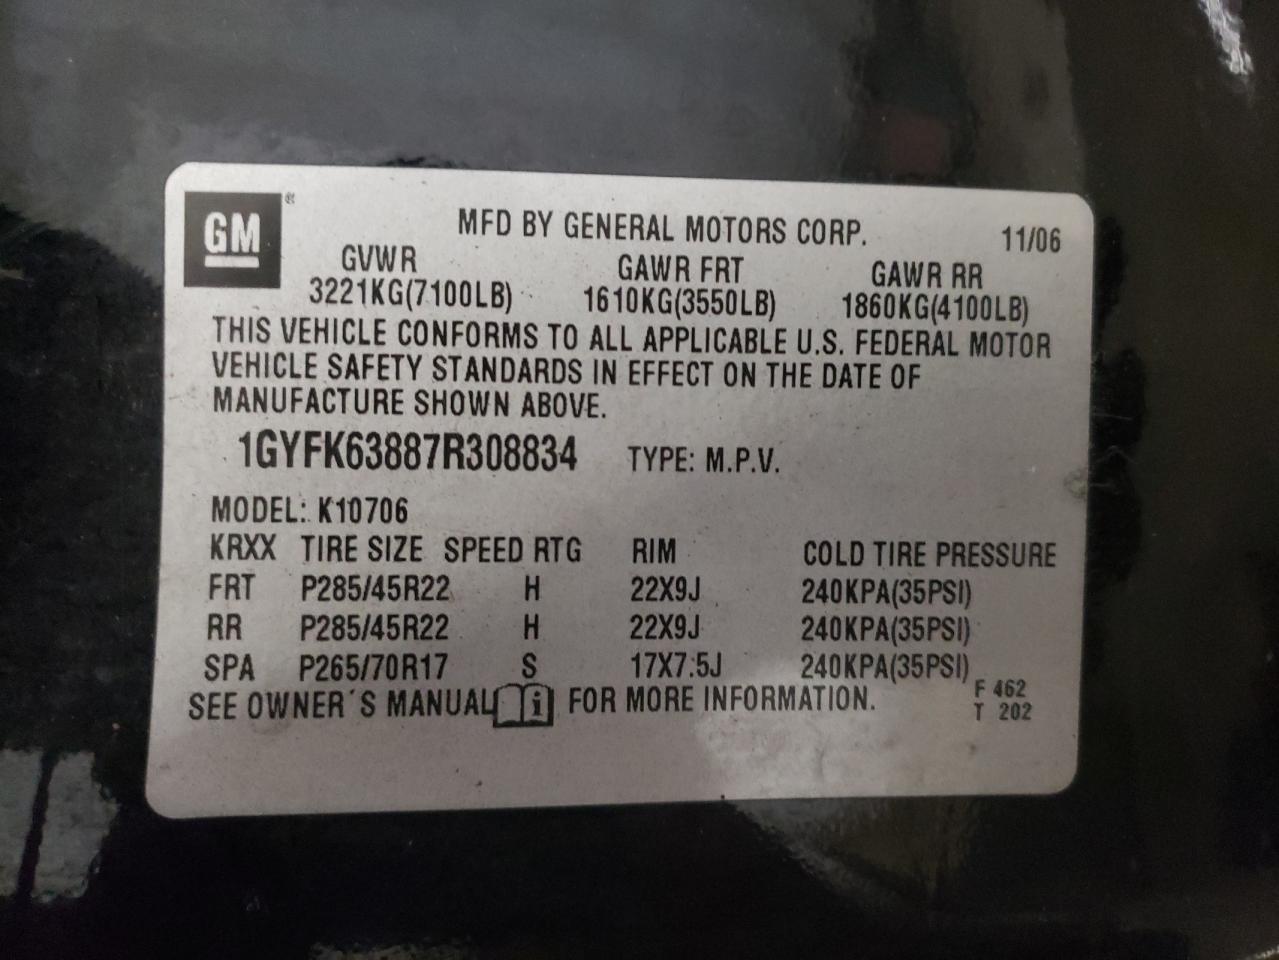 GM®
MFD BY GENERAL MOTORS CORP. 11/06
GVWR GAWR FRT GAWR RR
3221KG(7100LB) 1610KG(3550LB) 1860KG(4100LB)
THIS VEHICLE CONFORMS TO ALL APPLICABLE U.S. FEDERAL MOTOR
VEHICLE SAFETY STANDARDS IN EFFECT ON THE DATE OF
MANUFACTURE SHOWN ABOVE.
1GYFK63887R308834 TYPE: M.P.V.
MODEL: K10706
KRXX TIRE SIZE SPEED RTG RIM COLD TIRE PRESSURE
FRT P285/45R22 H 22X9J 240KPA(35PSI)
RR P285/45R22 H 22X9J 240KPA(35PSI)
SPA P265/70R17 S 17X7.5J 240KPA(35PSI)
SEE OWNER'S MANUAL i FOR MORE INFORMATION.
F 462
T 202